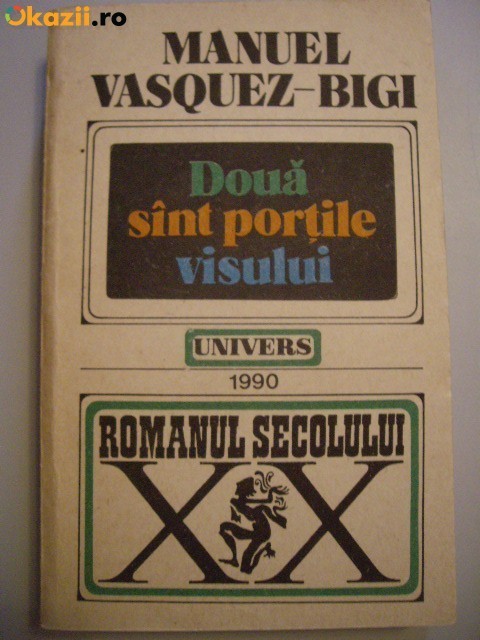 Okazii.ro
MANUEL
VASQUEZ-BIGI
Două
sînt porțile
visului
UNIVERS
1990
ROMANUL SECOLULUI
XX